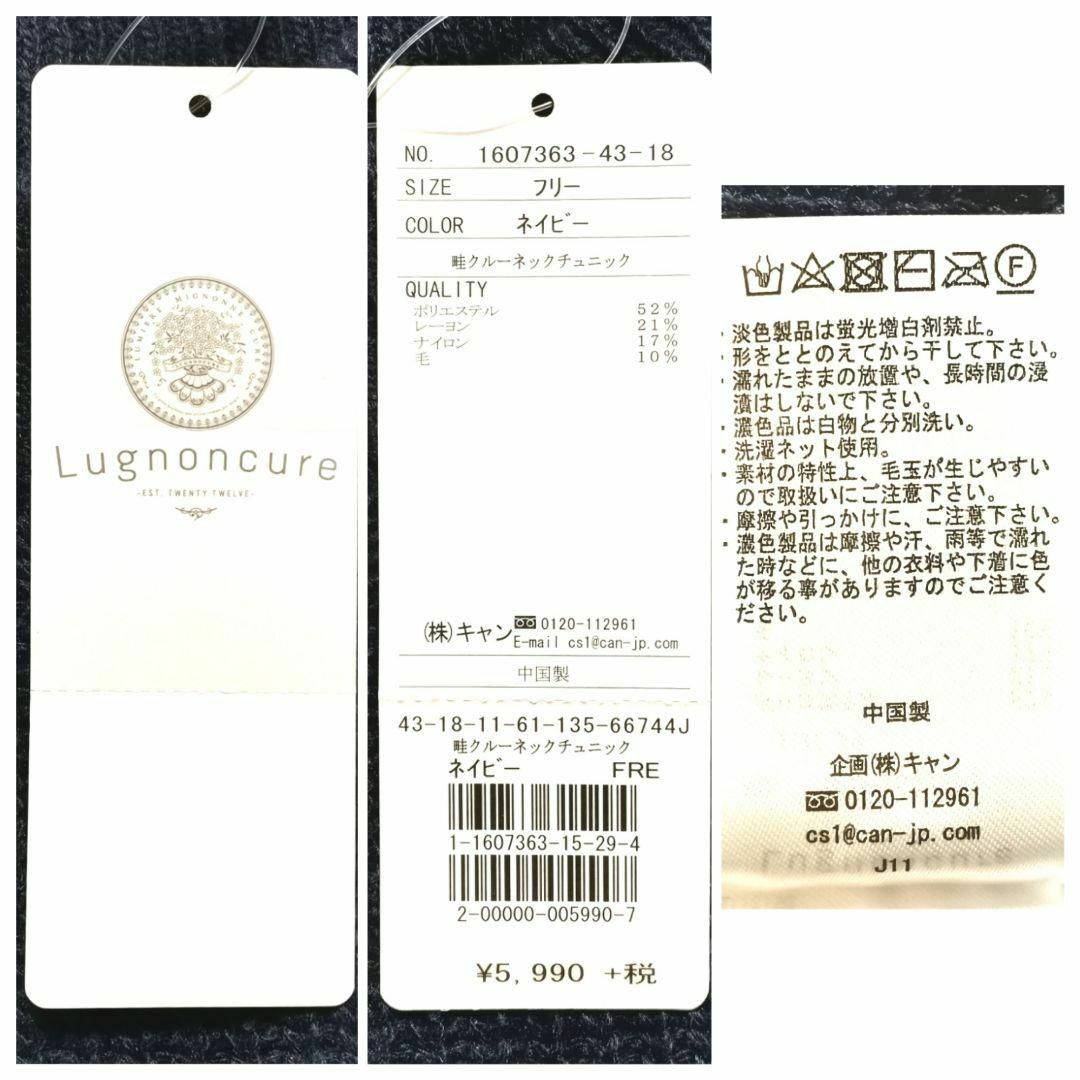 LUMIERE MIGNONNE CURE
Lugnoncure
-EST. TWENTY TWELVE-
NO. 1607363-43-18
SIZE フリー
COLOR ネイビー
畦クルーネックチュニック
QUALITY
ポリエステル 52%
レーヨン 21%
ナイロン 17%
毛 10%
(株)キャン 0120-112961
E-mail cs1@can-jp.com
中国製
43-18-11-61-135-66744J
畦クルーネックチュニック
ネイビー FRE
1-1607363-15-29-4
2-00000-005990-7
¥5,990 +税
F
・淡色製品は蛍光増白剤禁止。
・形をととのえてから干して下さい。
・濡れたままの放置や、長時間の浸
漬はしないで下さい。
・濃色品は白物と分別洗い。
・洗濯ネット使用。
・素材の特性上、毛玉が生じやすい
ので取扱いにご注意下さい。
・摩擦や引っかけに、ご注意下さい。
・濃色製品は摩擦や汗、雨等で濡れ
た時などに、他の衣料や下着に色
が移る事がありますのでご注意く
ださい。
中国製
企画(株)キャン
0120-112961
cs1@can-jp.com
J11